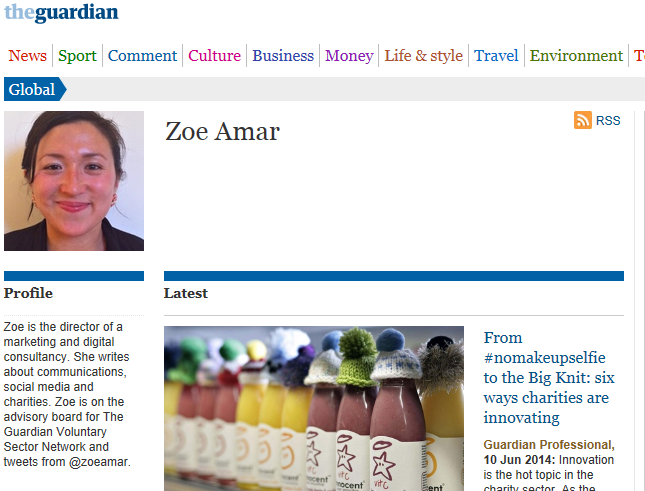 theguardian
News Sport Comment Culture Business Money Life & style Travel Environment
Global
Zoe Amar
RSS
Profile
Zoe is the director of a
marketing and digital
consultancy. She writes
about communications,
social media and
charities. Zoe is on the
advisory board for The
Guardian Voluntary
Sector Network and
tweets from @zoeamar.
Latest
innocent
vit c
innocent
vit c
innocent
From
#nomakeupselfie
to the Big Knit: six
ways charities are
innovating
Guardian Professional,
10 Jun 2014: Innovation
is the hot topic in the
charity sector. As the